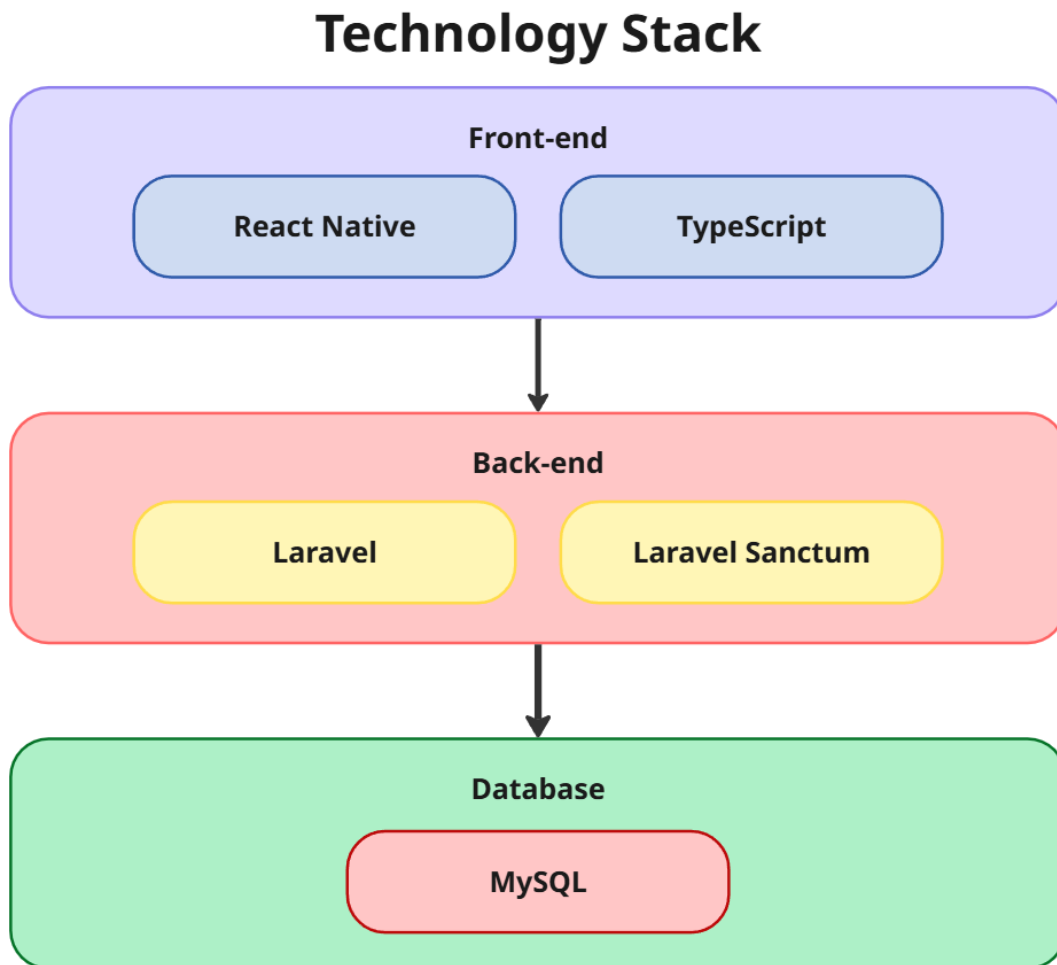 Technology Stack
Front-end
React Native
TypeScript
Back-end
Laravel
Laravel Sanctum
Database
MySQL